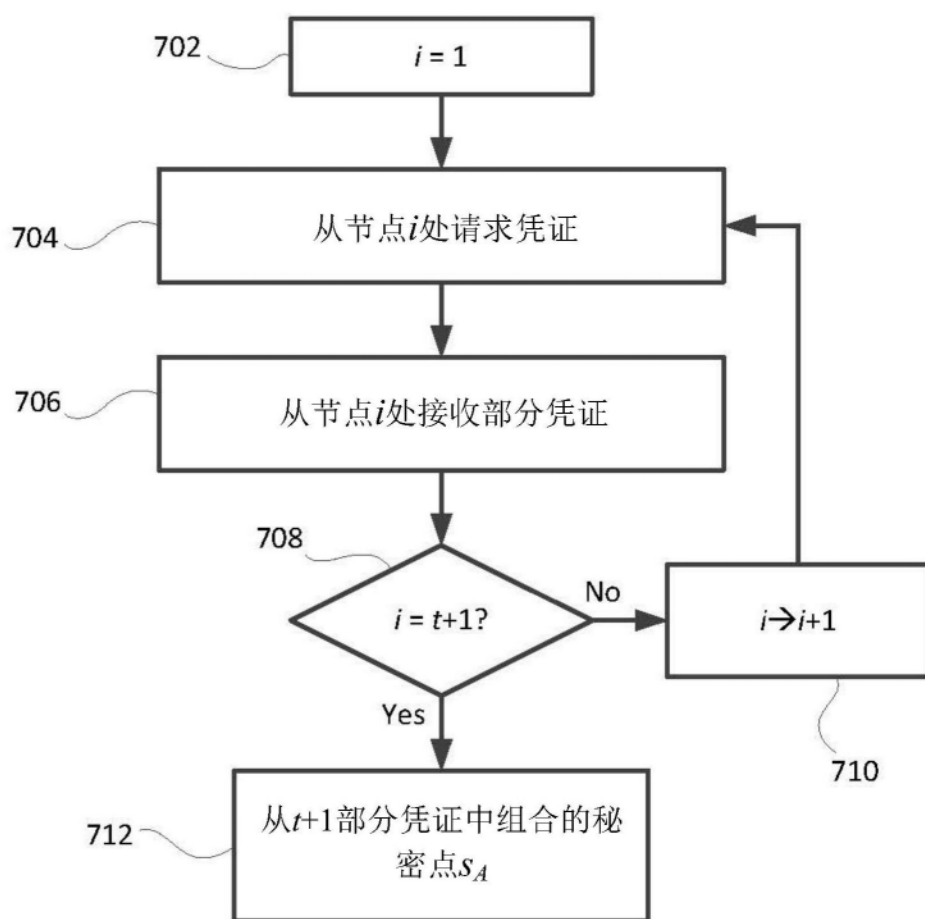 702
i = 1
704
从节点i处请求凭证
706
从节点i处接收部分凭证
708
i = t+1?
No
i→i+1
710
Yes
712
从t+1部分凭证中组合的秘
密点sA